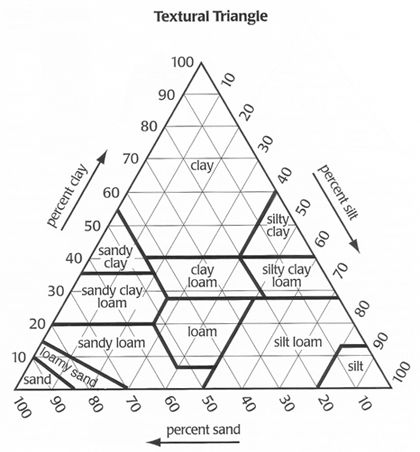 Textural Triangle
100
90
80
70
60
50
40
30
20
10
percent clay
10
20
30
40
50
60
70
80
90
100
percent silt
clay
silty
clay
sandy
clay
clay
loam
silty clay
loam
sandy clay
loam
loam
silt loam
sandy loam
loamy sand
sand
silt
100
90
80
70
60
50
40
30
20
10
percent sand